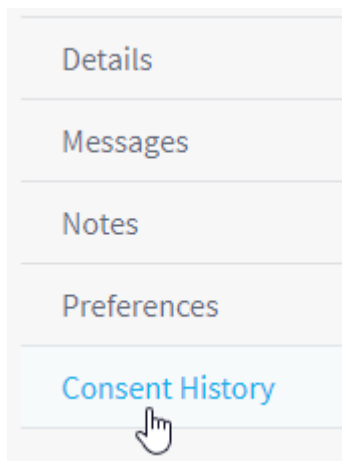 Details
Messages
Notes
Preferences
Consent History